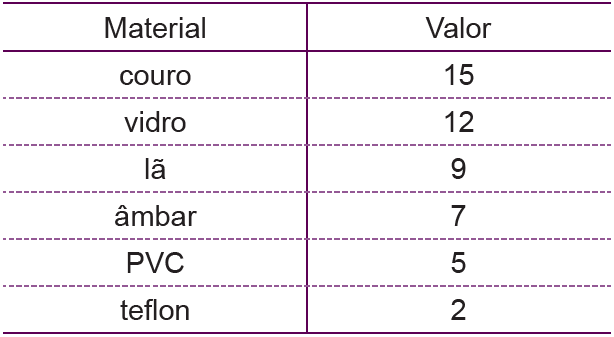 Material Valor
couro 15
vidro 12
lã 9
âmbar 7
PVC 5
teflon 2